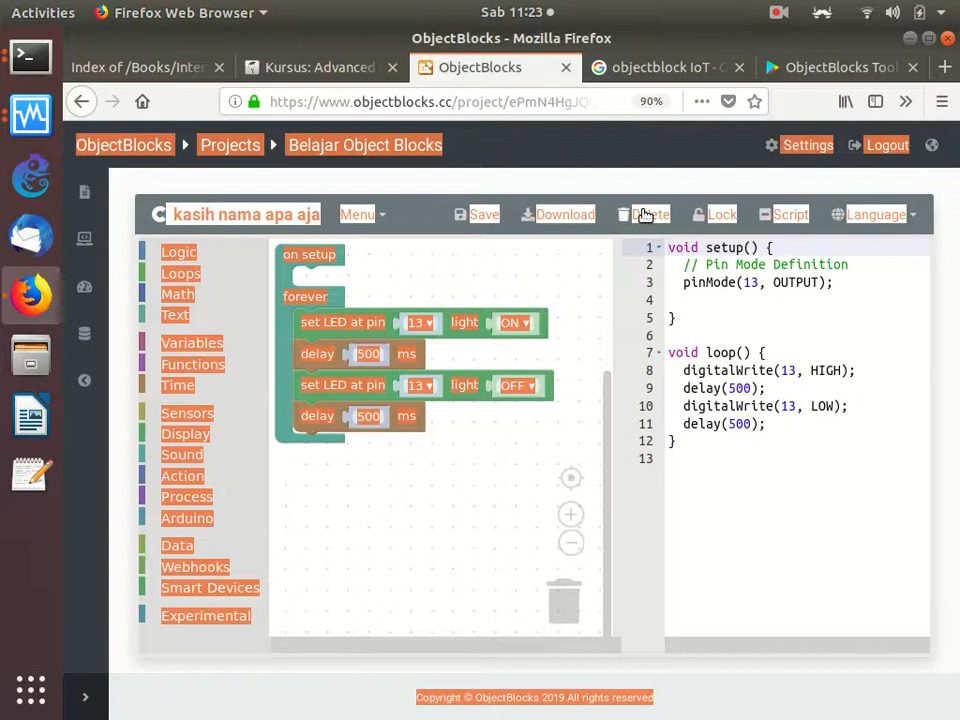 Activities Firefox Web Browser Sab 11:23
ObjectBlocks - Mozilla Firefox
Index of /Books/Inter Kursus: Advanced ObjectBlocks objectblock IoT - G ObjectBlocks Tool
https://www.objectblocks.cc/project/ePmN4HgJQ 90%
ObjectBlocks Projects Belajar Object Blocks Settings Logout
kasih nama apa aja Menu Save Download Delete Lock Script Language
Logic
Loops
Math
Text
Variables
Functions
Time
Sensors
Display
Sound
Action
Process
Arduino
Data
Webhooks
Smart Devices
Experimental
on setup
forever
set LED at pin 13 light ON
delay 500 ms
set LED at pin 13 light OFF
delay 500 ms
1 void setup() {
2 // Pin Mode Definition
3 pinMode(13, OUTPUT);
4
5 }
6
7 void loop() {
8 digitalWrite(13, HIGH);
9 delay(500);
10 digitalWrite(13, LOW);
11 delay(500);
12 }
13
Copyright © ObjectBlocks 2019 All rights reserved